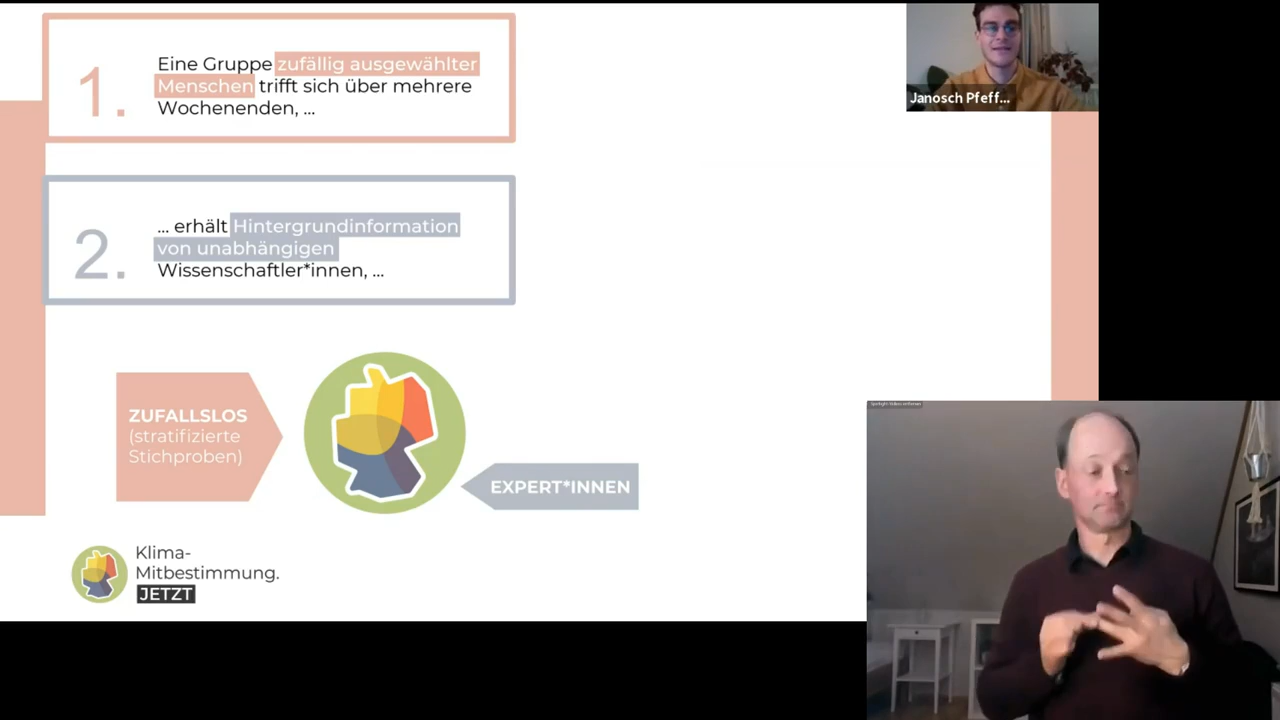 1.
Eine Gruppe zufällig ausgewählter
Menschen trifft sich über mehrere
Wochenenden, ...
Janosch Pfeff...
2.
... erhält Hintergrundinformation
von unabhängigen
Wissenschaftler*innen, ...
ZUFALLSLOS
(stratifizierte
Stichproben)
EXPERT*INNEN
Klima-
Mitbestimmung.
JETZT